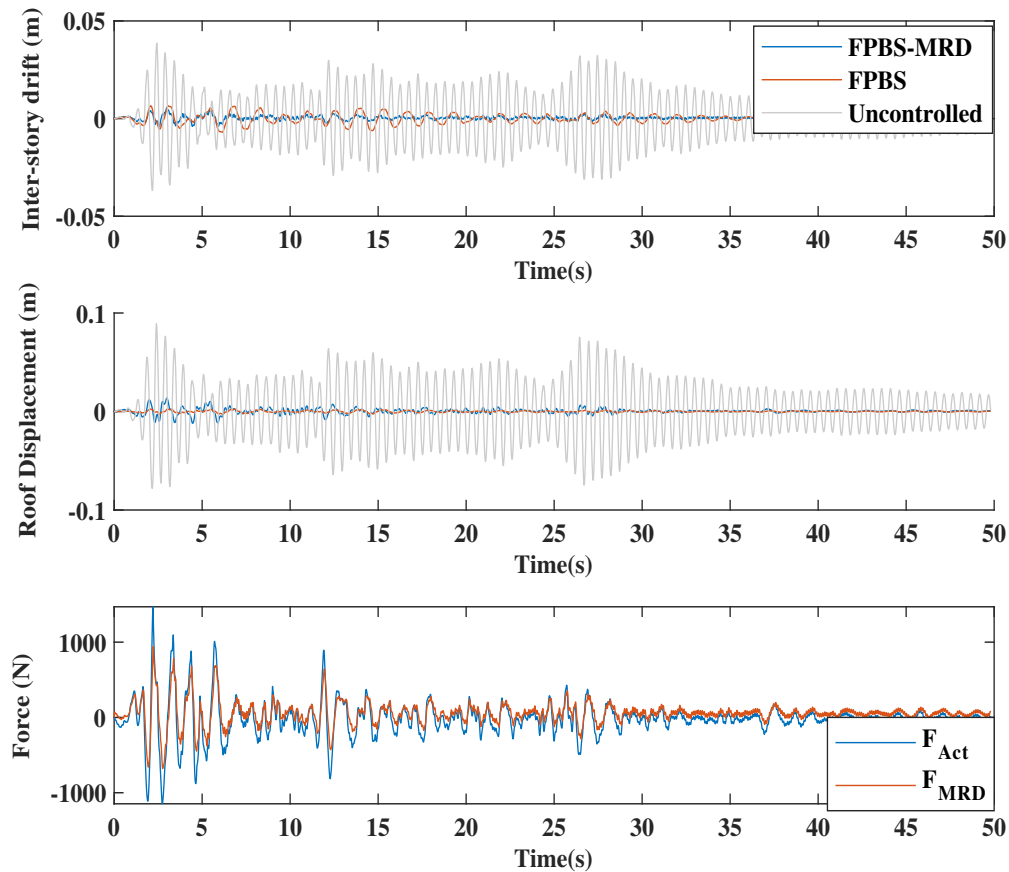 Inter-story drift (m)
0.05
0
-0.05
FPBS-MRD
FPBS
Uncontrolled
0 5 10 15 20 25 30 35 40 45 50
Time(s)
Roof Displacement (m)
0.1
0
-0.1
0 5 10 15 20 25 30 35 40 45 50
Time(s)
Force (N)
1000
0
-1000
F_Act
F_MRD
0 5 10 15 20 25 30 35 40 45 50
Time(s)